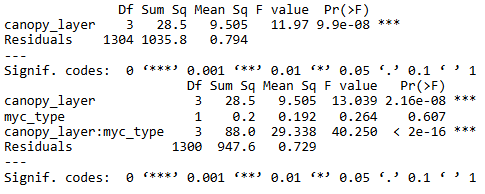 Df Sum Sq Mean Sq F value Pr(>F)
canopy_layer 3 28.5 9.505 11.97 9.9e-08 ***
Residuals 1304 1035.8 0.794
---
Signif. codes: 0 ‘***’ 0.001 ‘**’ 0.01 ‘*’ 0.05 ‘.’ 0.1 ‘ ’ 1
Df Sum Sq Mean Sq F value Pr(>F)
canopy_layer 3 28.5 9.505 13.039 2.16e-08 ***
myc_type 1 0.2 0.192 0.264 0.607
canopy_layer:myc_type 3 88.0 29.338 40.250 < 2e-16 ***
Residuals 1300 947.6 0.729
---
Signif. codes: 0 ‘***’ 0.001 ‘**’ 0.01 ‘*’ 0.05 ‘.’ 0.1 ‘ ’ 1